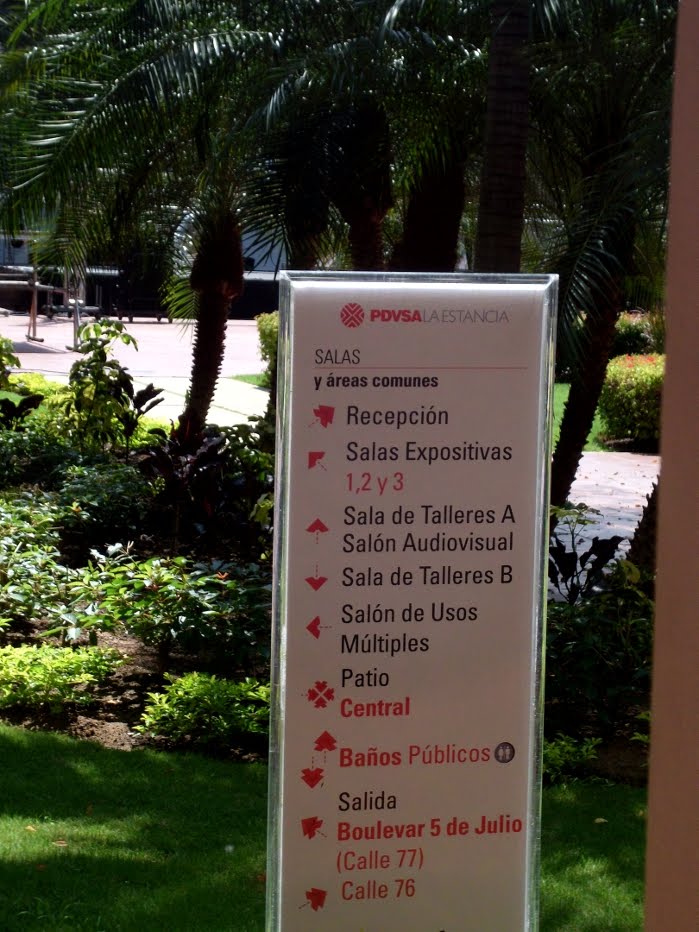 PDVSA LA ESTANCIA
SALAS
y áreas comunes
Recepción
Salas Expositivas
1,2 y 3
Sala de Talleres A
Salón Audiovisual
Sala de Talleres B
Salón de Usos
Múltiples
Patio
Central
Baños Públicos
Salida
Boulevar 5 de Julio
(Calle 77)
Calle 76